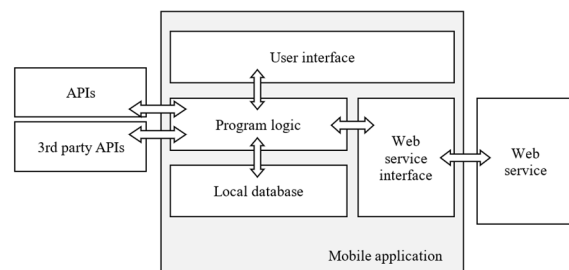 User interface
APIs
Program logic
3rd party APIs
Web
service
interface
Web
service
Local database
Mobile application